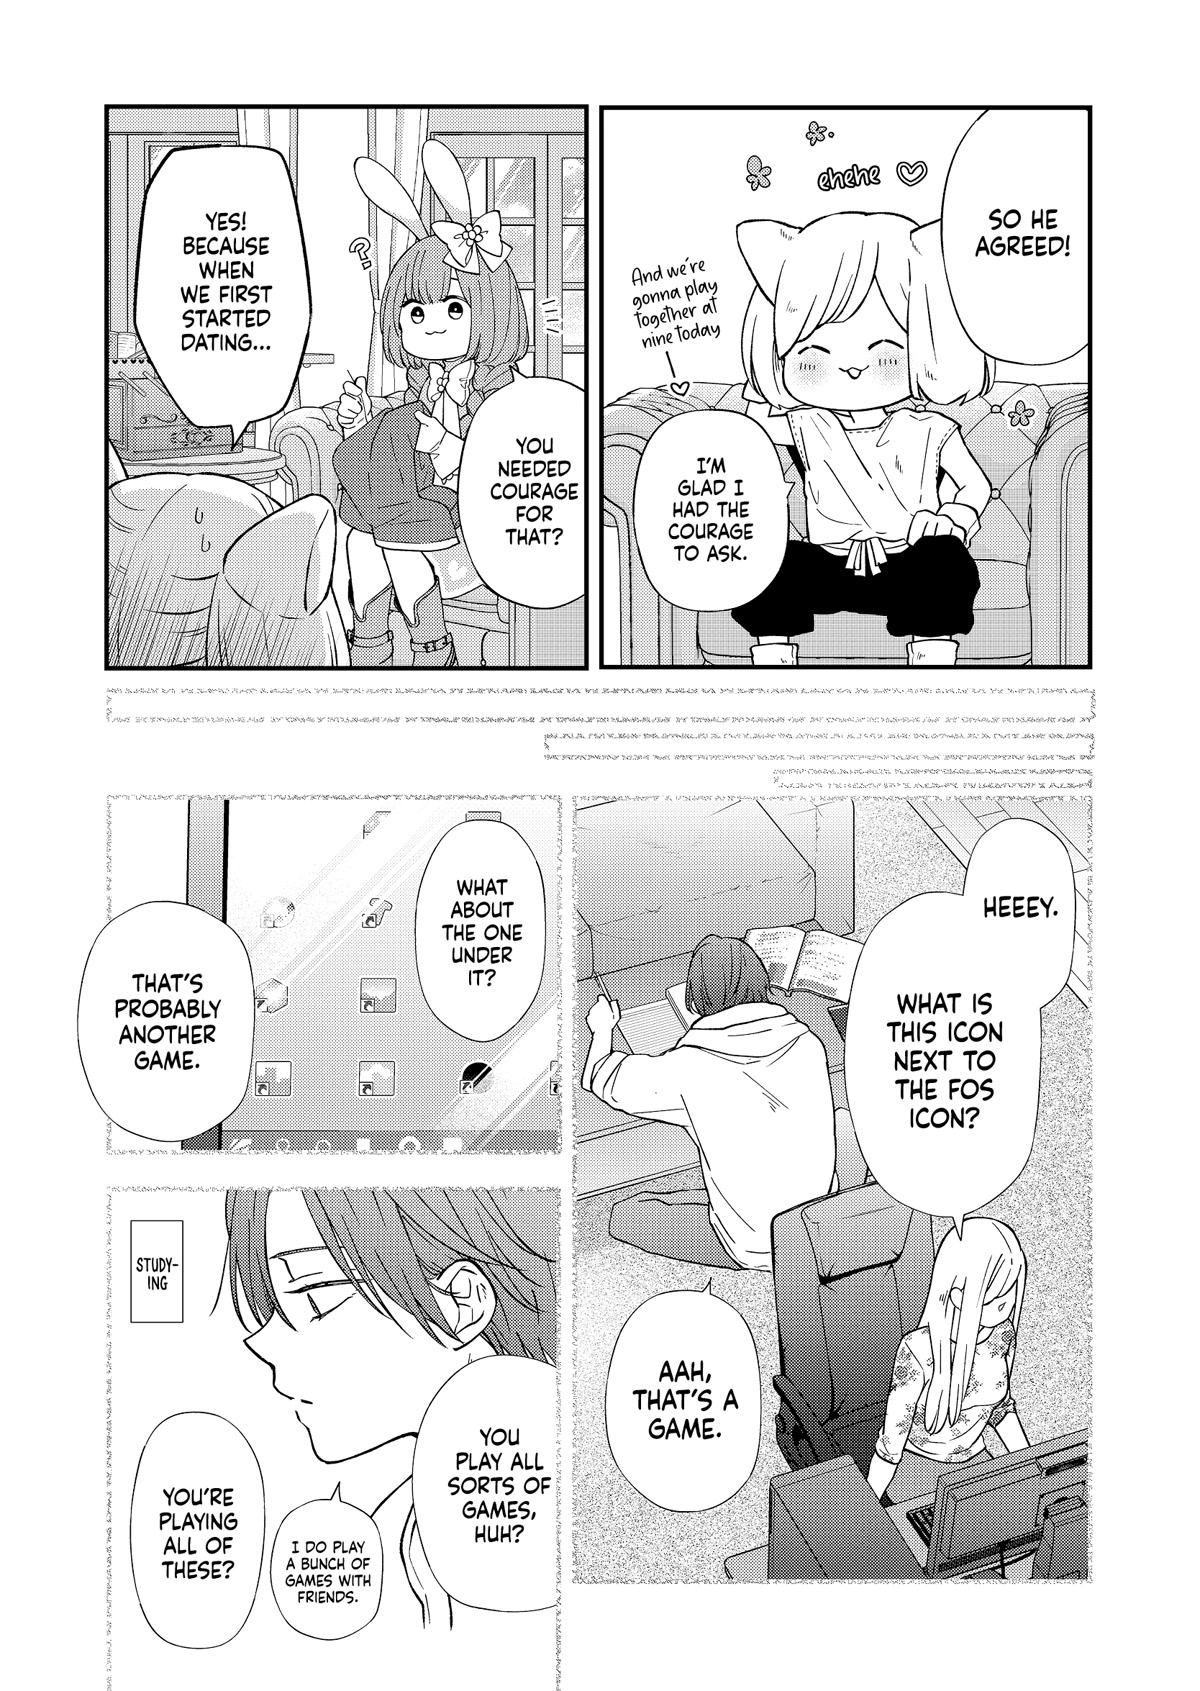 SO HE
AGREED!
ehehe
And we're
gonna play
together at
nine today
I'M
GLAD I
HAD THE
COURAGE
TO ASK.
?
YOU
NEEDED
COURAGE
FOR
THAT?
YES!
BECAUSE
WHEN
WE FIRST
STARTED
DATING...
HEEEY.
WHAT IS
THIS ICON
NEXT TO
THE FOS
ICON?
AAH,
THAT'S A
GAME.
WHAT
ABOUT
THE ONE
UNDER
IT?
THAT'S
PROBABLY
ANOTHER
GAME.
STUDY-
ING
YOU
PLAY ALL
SORTS OF
GAMES,
HUH?
I DO PLAY
A BUNCH OF
GAMES WITH
FRIENDS.
YOU'RE
PLAYING
ALL OF
THESE?